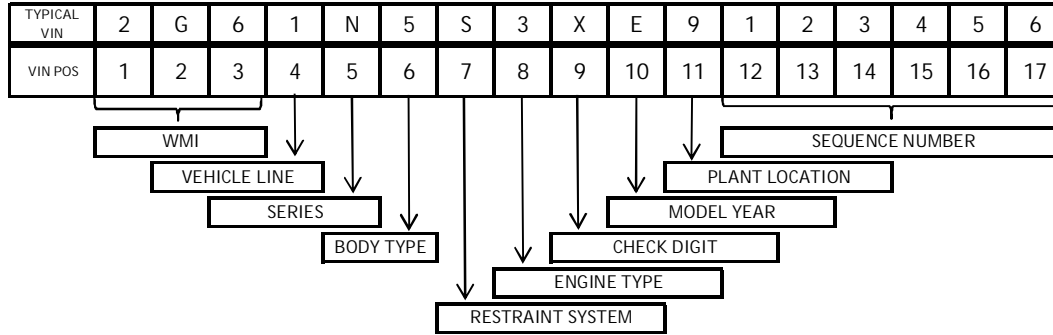 TYPICAL VIN 2 G 6 1 N 5 S 3 X E 9 1 2 3 4 5 6
VIN POS 1 2 3 4 5 6 7 8 9 10 11 12 13 14 15 16 17
WMI SEQUENCE NUMBER
VEHICLE LINE PLANT LOCATION
SERIES MODEL YEAR
BODY TYPE CHECK DIGIT
ENGINE TYPE
RESTRAINT SYSTEM